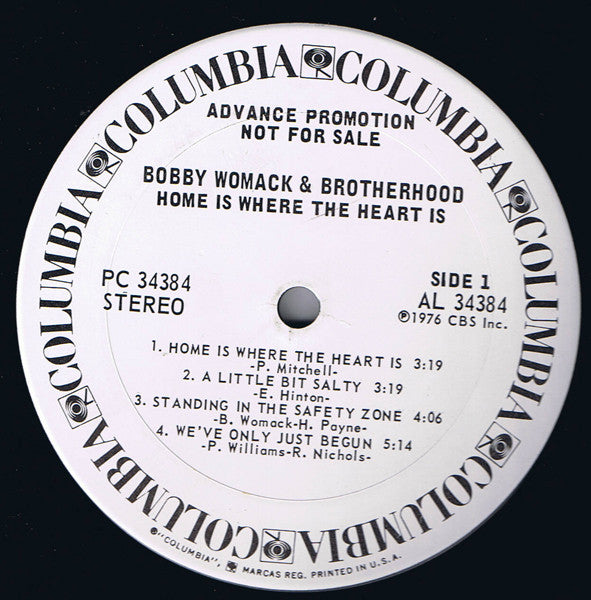 COLUMBIA COLUMBIA COLUMBIA COLUMBIA COLUMBIA COLUMBIA COLUMBIA
ADVANCE PROMOTION
NOT FOR SALE
BOBBY WOMACK & BROTHERHOOD
HOME IS WHERE THE HEART IS
PC 34384
STEREO
SIDE 1
AL 34384
℗1976 CBS Inc.
1. HOME IS WHERE THE HEART IS 3:19
-P. Mitchell-
2. A LITTLE BIT SALTY 3:19
-E. Hinton-
3. STANDING IN THE SAFETY ZONE 4:06
-B. Womack-H. Payne-
4. WE'VE ONLY JUST BEGUN 5:14
-P. Williams-R. Nichols-
®"COLUMBIA", MARCAS REG. PRINTED IN U.S.A.